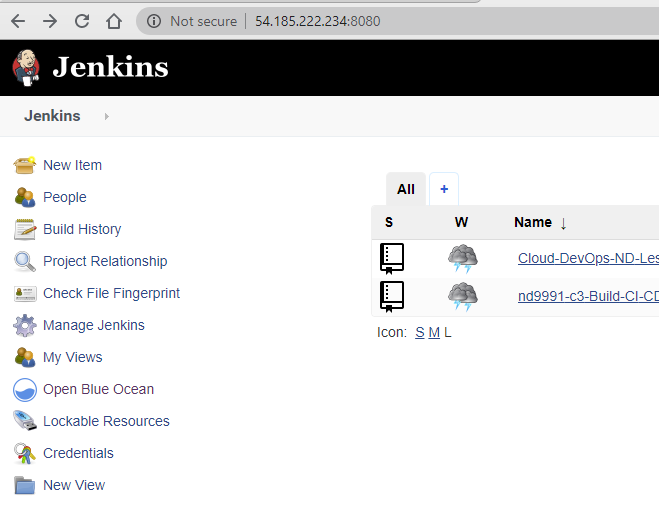 Not secure 54.185.222.234:8080
Jenkins
Jenkins
New Item
People
Build History
Project Relationship
Check File Fingerprint
Manage Jenkins
My Views
Open Blue Ocean
Lockable Resources
Credentials
New View
All +
S W Name ↓
Cloud-DevOps-ND-Les
nd9991-c3-Build-CI-CD
Icon: S M L